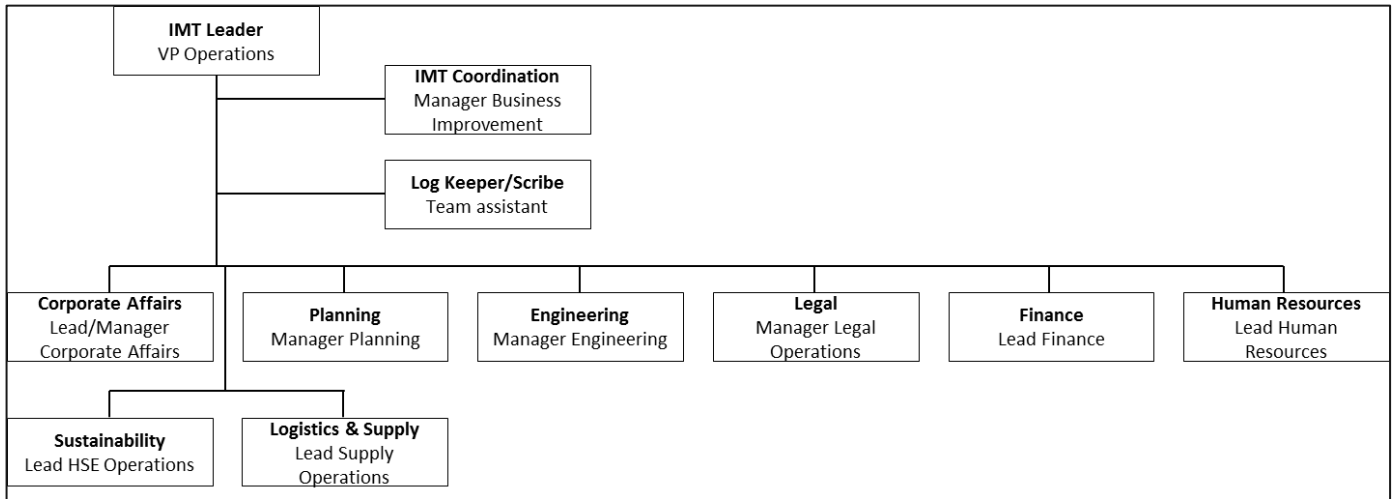 IMT Leader
VP Operations
IMT Coordination
Manager Business
Improvement
Log Keeper/Scribe
Team assistant
Corporate Affairs
Lead/Manager
Corporate Affairs
Planning
Manager Planning
Engineering
Manager Engineering
Legal
Manager Legal
Operations
Finance
Lead Finance
Human Resources
Lead Human
Resources
Sustainability
Lead HSE Operations
Logistics & Supply
Lead Supply
Operations